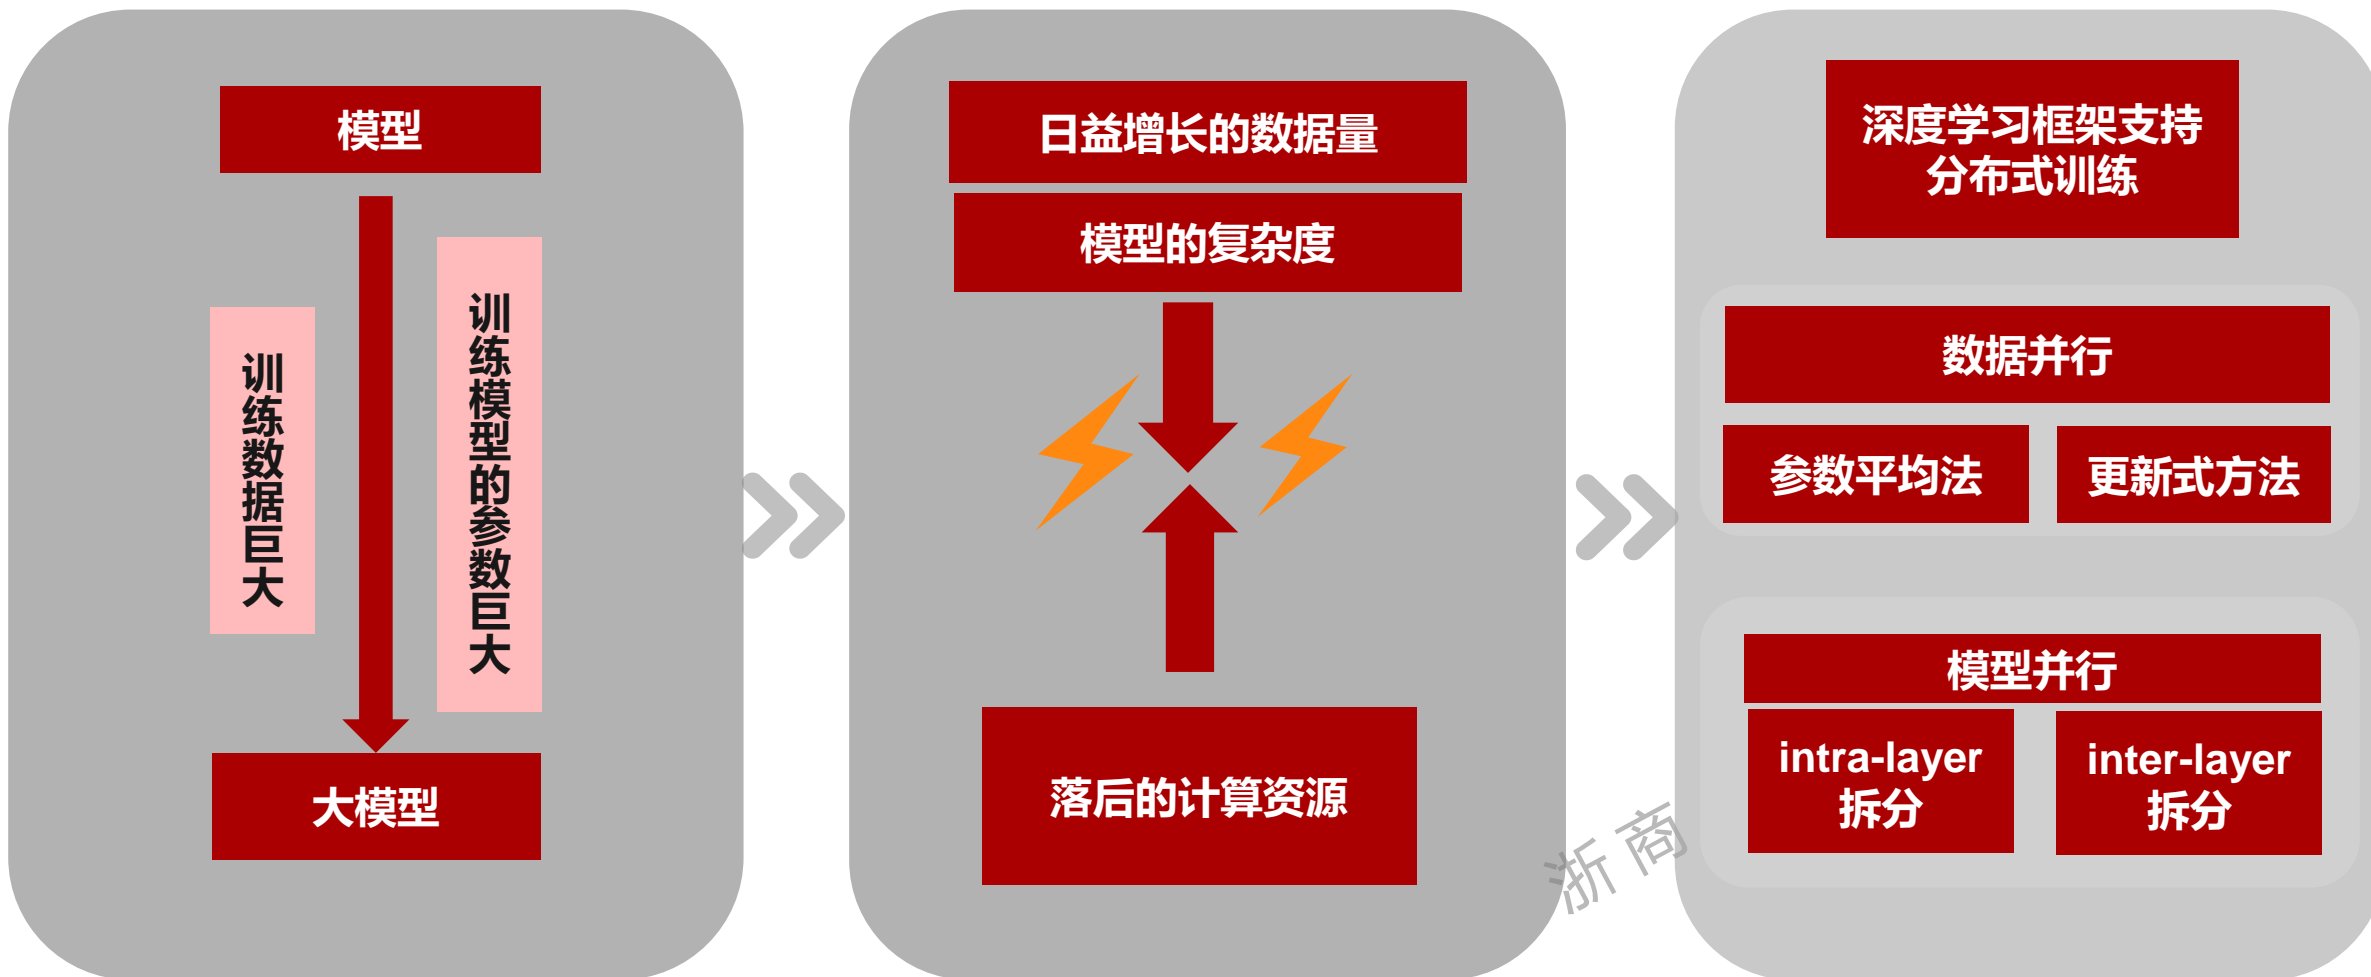 模型
训练数据巨大
训练模型的参数巨大
大模型
日益增长的数据量
模型的复杂度
落后的计算资源
深度学习框架支持
分布式训练
数据并行
参数平均法
更新式方法
模型并行
intra-layer
拆分
inter-layer
拆分
浙商